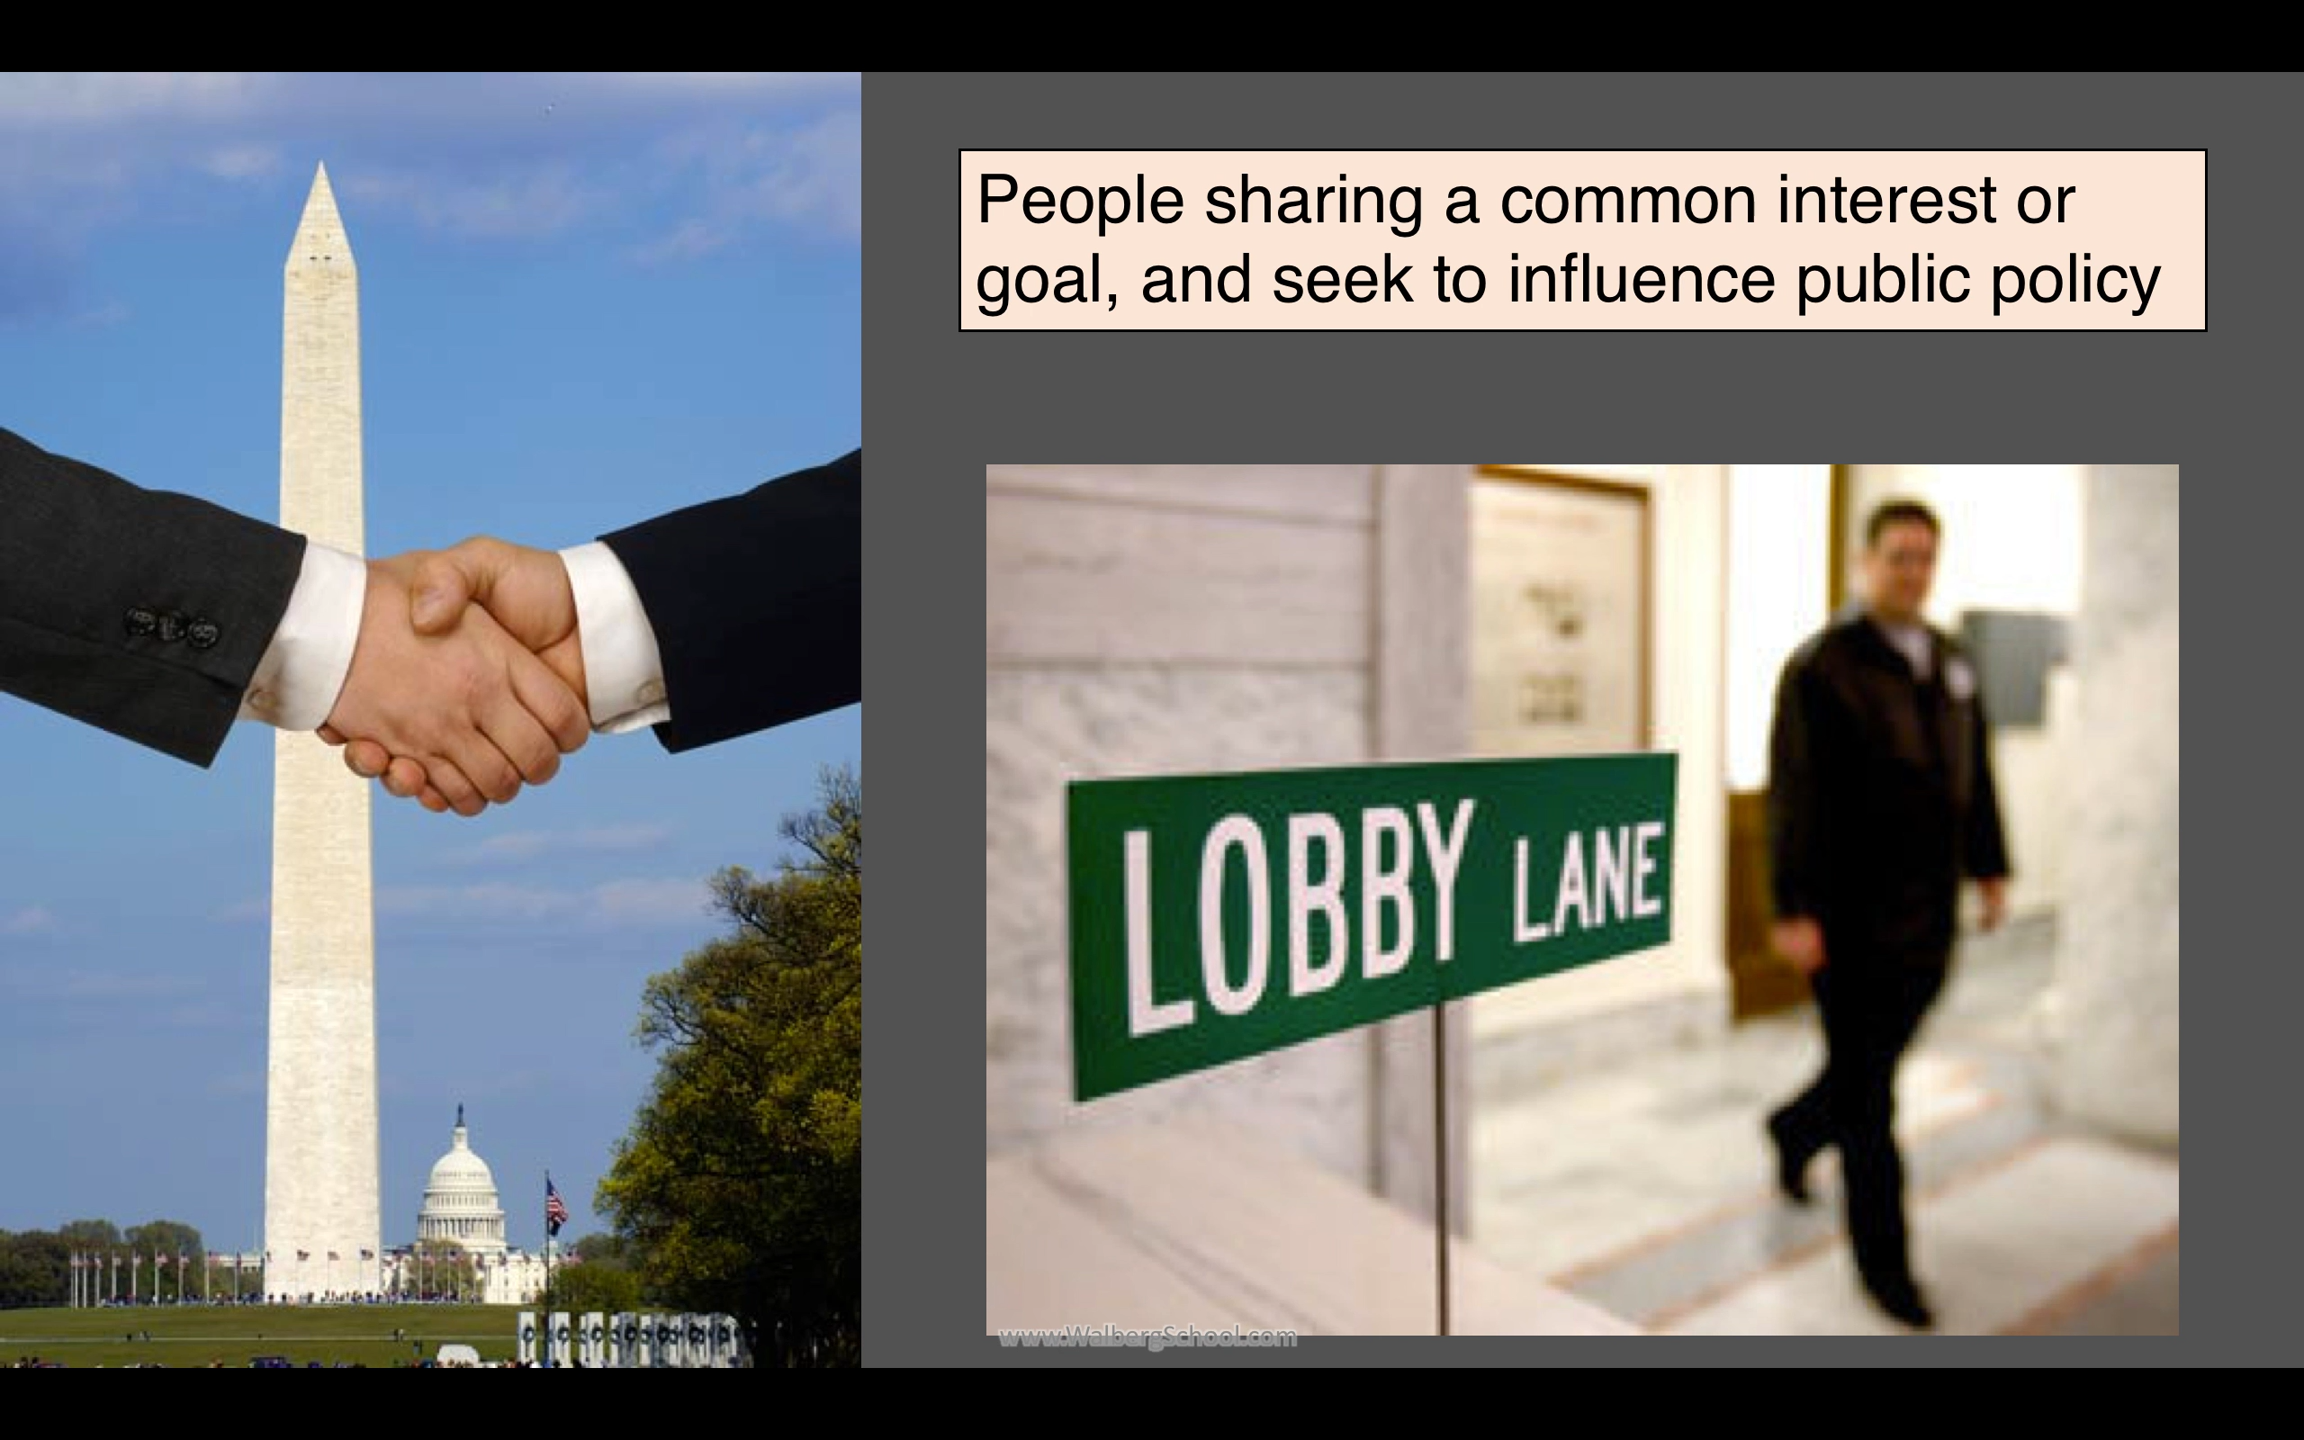 People sharing a common interest or
goal, and seek to influence public policy
LOBBY LANE
www.WalbergSchool.com